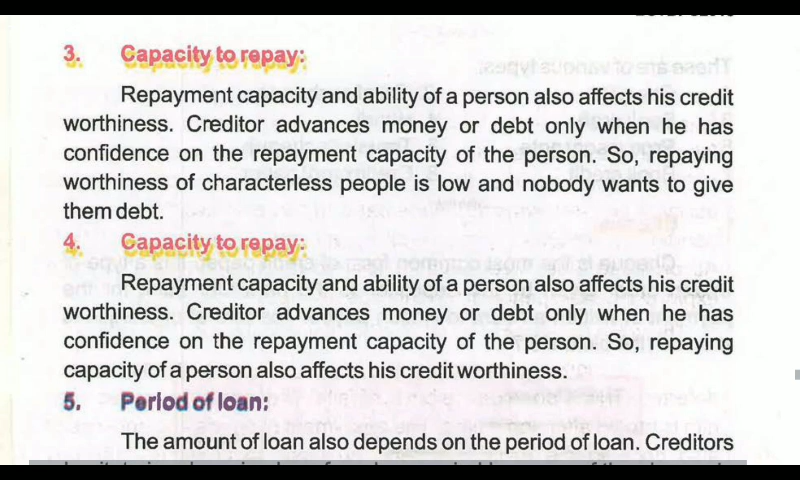 3. Capacity to repay:
Repayment capacity and ability of a person also affects his credit
worthiness. Creditor advances money or debt only when he has
confidence on the repayment capacity of the person. So, repaying
worthiness of characterless people is low and nobody wants to give
them debt.
4. Capacity to repay:
Repayment capacity and ability of a person also affects his credit
worthiness. Creditor advances money or debt only when he has
confidence on the repayment capacity of the person. So, repaying
capacity of a person also affects his credit worthiness.
5. Period of loan:
The amount of loan also depends on the period of loan. Creditors